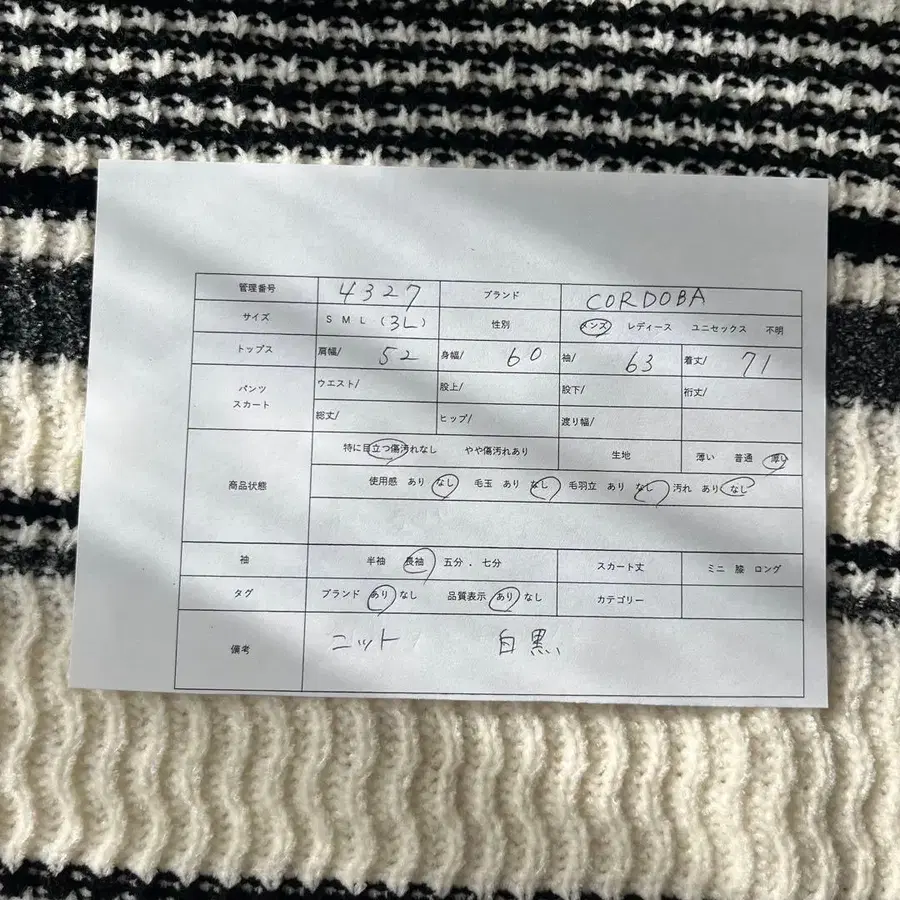 管理番号 4327 ブランド CORDOBA
サイズ S M L (3L) 性別 メンズ レディース ユニセックス 不明
トップス 肩幅/ 52 身幅/ 60 袖/ 63 着丈/ 71
パンツ スカート ウエスト/ 股上/ 股下/ 裄丈/
総丈/ ヒップ/ 渡り幅/
商品状態 特に目立つ傷汚れなし やや傷汚れあり 生地 薄い 普通 厚い
使用感 あり なし 毛玉 あり なし 毛羽立 あり なし 汚れ あり なし
袖 半袖 長袖 五分．七分 スカート丈 ミニ 膝 ロング
タグ ブランド あり なし 品質表示 あり なし カテゴリー
備考 ニット 白黒